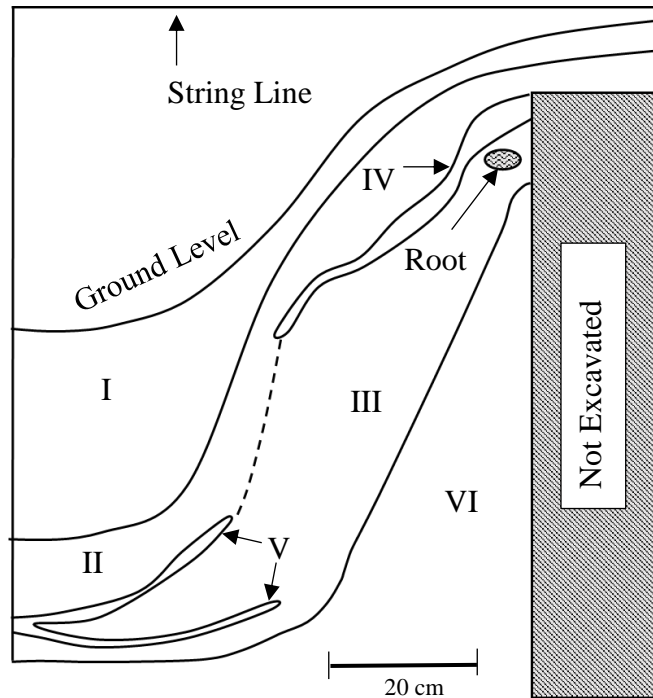 String Line
IV
Ground Level
Root
I
III
Not Excavated
VI
V
II
20 cm